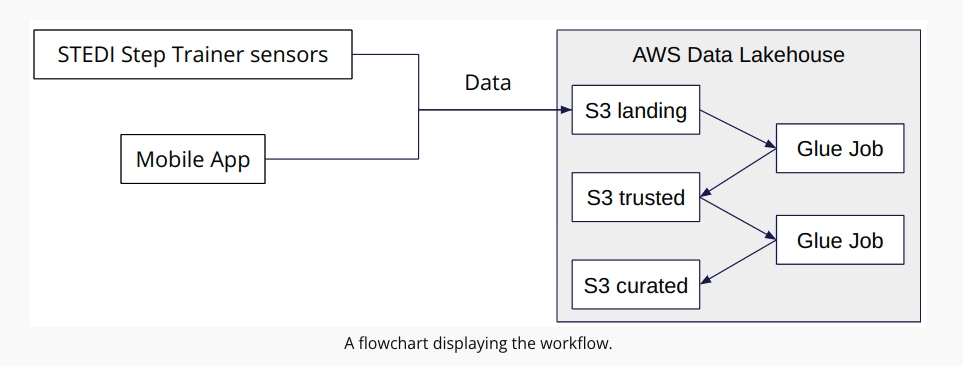 STEDI Step Trainer sensors
Mobile App
Data
AWS Data Lakehouse
S3 landing
Glue Job
S3 trusted
Glue Job
S3 curated
A flowchart displaying the workflow.